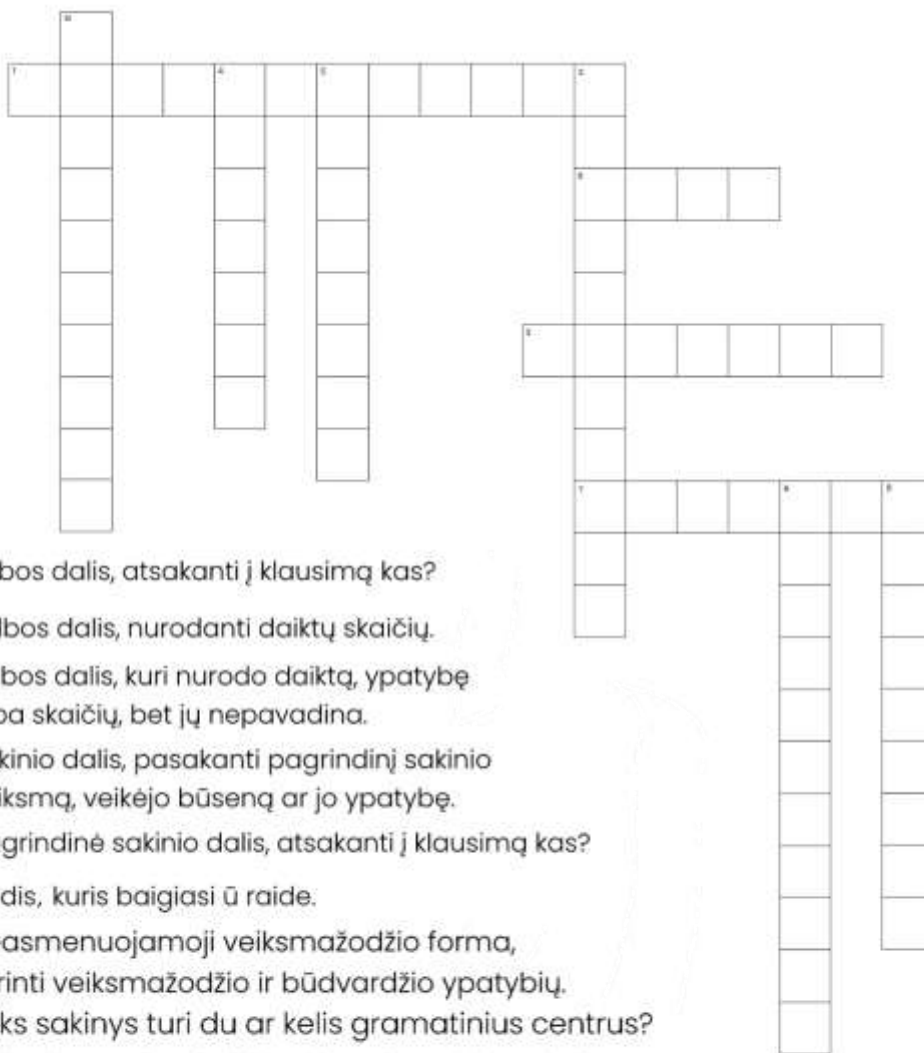 bos dalis, atsakanti į klausimą kas?
lbos dalis, nurodanti daiktų skaičių.
bos dalis, kuri nurodo daiktą, ypatybę
ba skaičių, bet jų nepavadina.
kinio dalis, pasakanti pagrindinį sakinio
iksmą, veikėjo būseną ar jo ypatybę.
grindinė sakinio dalis, atsakanti į klausimą kas?
dis, kuris baigiasi ū raide.
asmenuojamoji veiksmažodžio forma,
rinti veiksmažodžio ir būdvardžio ypatybių.
ks sakinys turi du ar kelis gramatinius centrus?